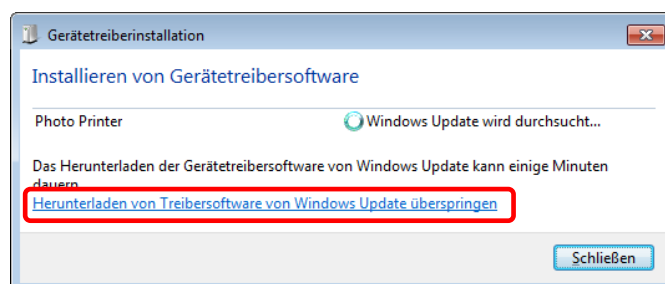 Gerätetreiberinstallation
Installieren von Gerätetreibersoftware
Photo Printer Windows Update wird durchsucht...
Das Herunterladen der Gerätetreibersoftware von Windows Update kann einige Minuten
dauern.
Herunterladen von Treibersoftware von Windows Update überspringen
Schließen